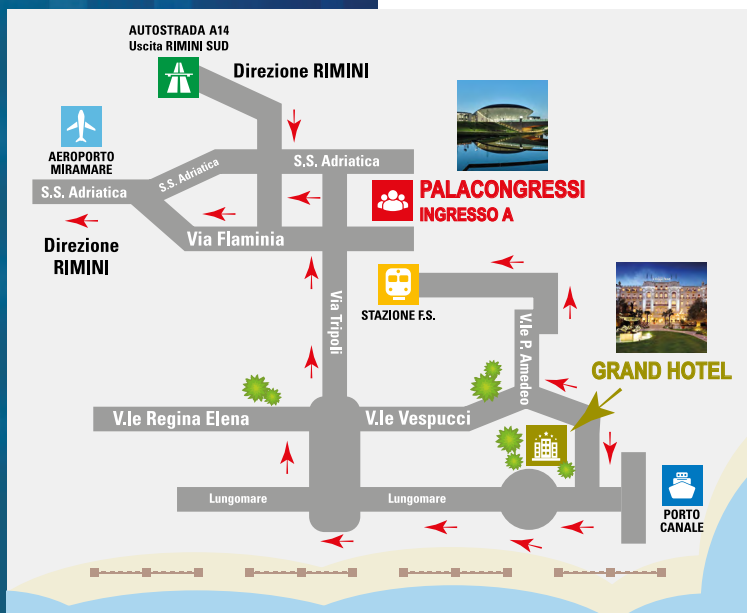 AUTOSTRADA A14
Uscita RIMINI SUD
Direzione RIMINI
AEROPORTO
MIRAMARE
S.S. Adriatica
S.S. Adriatica
S.S. Adriatica
PALACONGRESSI
INGRESSO A
Direzione
RIMINI
Via Flaminia
Via Tripoli
STAZIONE F.S.
V.le P. Amedeo
GRAND HOTEL
V.le Regina Elena
V.le Vespucci
Lungomare
Lungomare
PORTO
CANALE